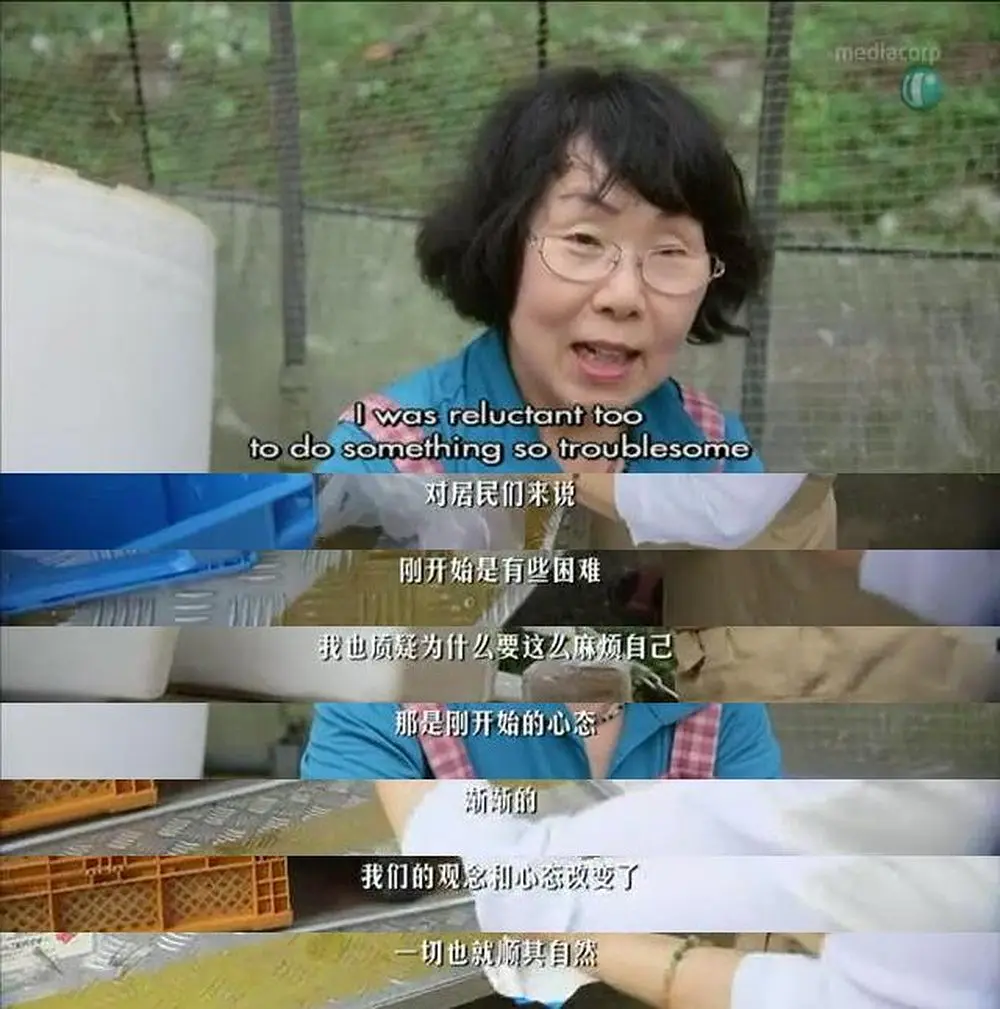 mediacorp
I was reluctant too
to do something so troublesome
对居民们来说
刚开始是有些困难
我也质疑为什么要这么麻烦自己
那是刚开始的心态
渐渐的
我们的观念和心态改变了
一切也就顺其自然